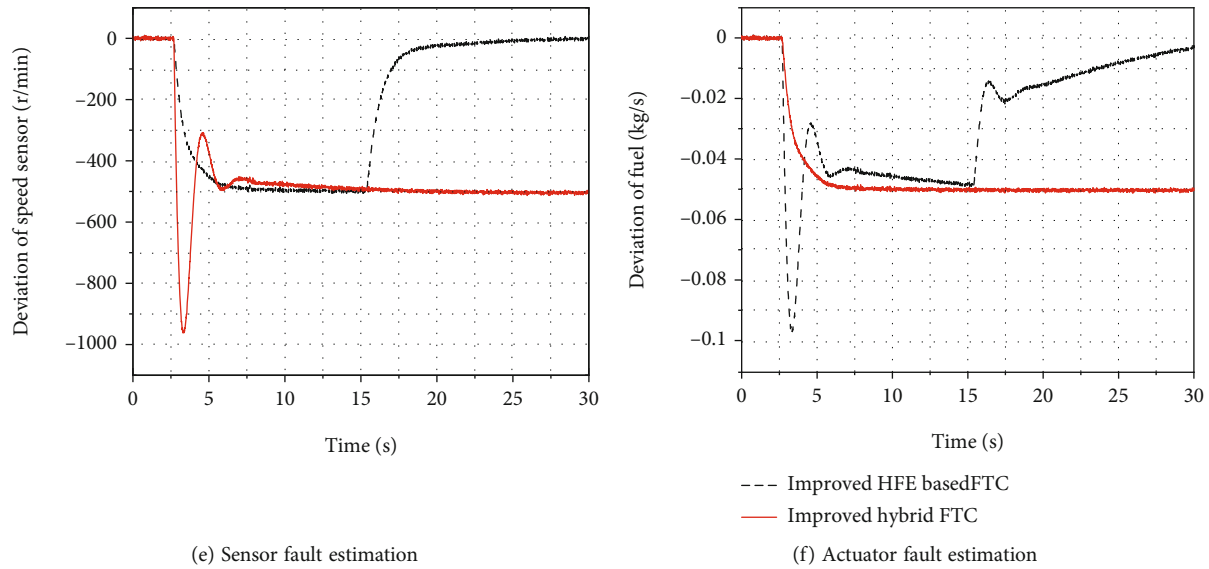 0
−200
−400
−600
−800
−1000
Deviation of speed sensor (r/min)
0 5 10 15 20 25 30
Time (s)
(e) Sensor fault estimation
0
−0.02
−0.04
−0.06
−0.08
−0.1
Deviation of fuel (kg/s)
0 5 10 15 20 25 30
Time (s)
Improved HFE basedFTC
Improved hybrid FTC
(f) Actuator fault estimation